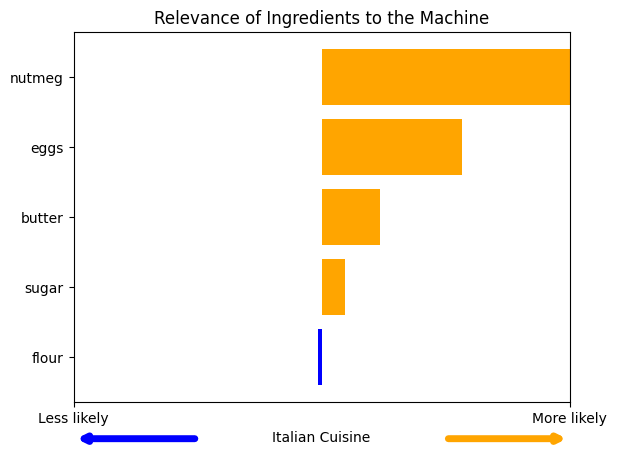 Relevance of Ingredients to the Machine
nutmeg
eggs
butter
sugar
flour
Less likely
More likely
Italian Cuisine